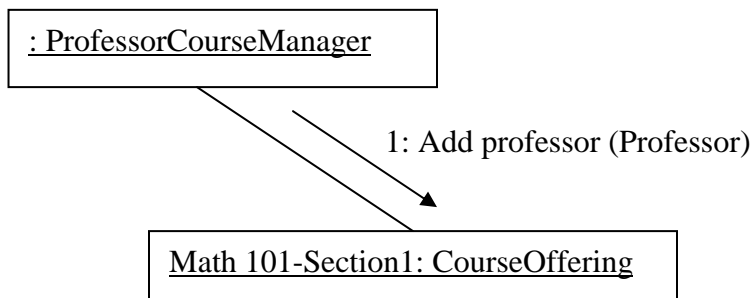 : ProfessorCourseManager
1: Add professor (Professor)
Math 101-Section1: CourseOffering